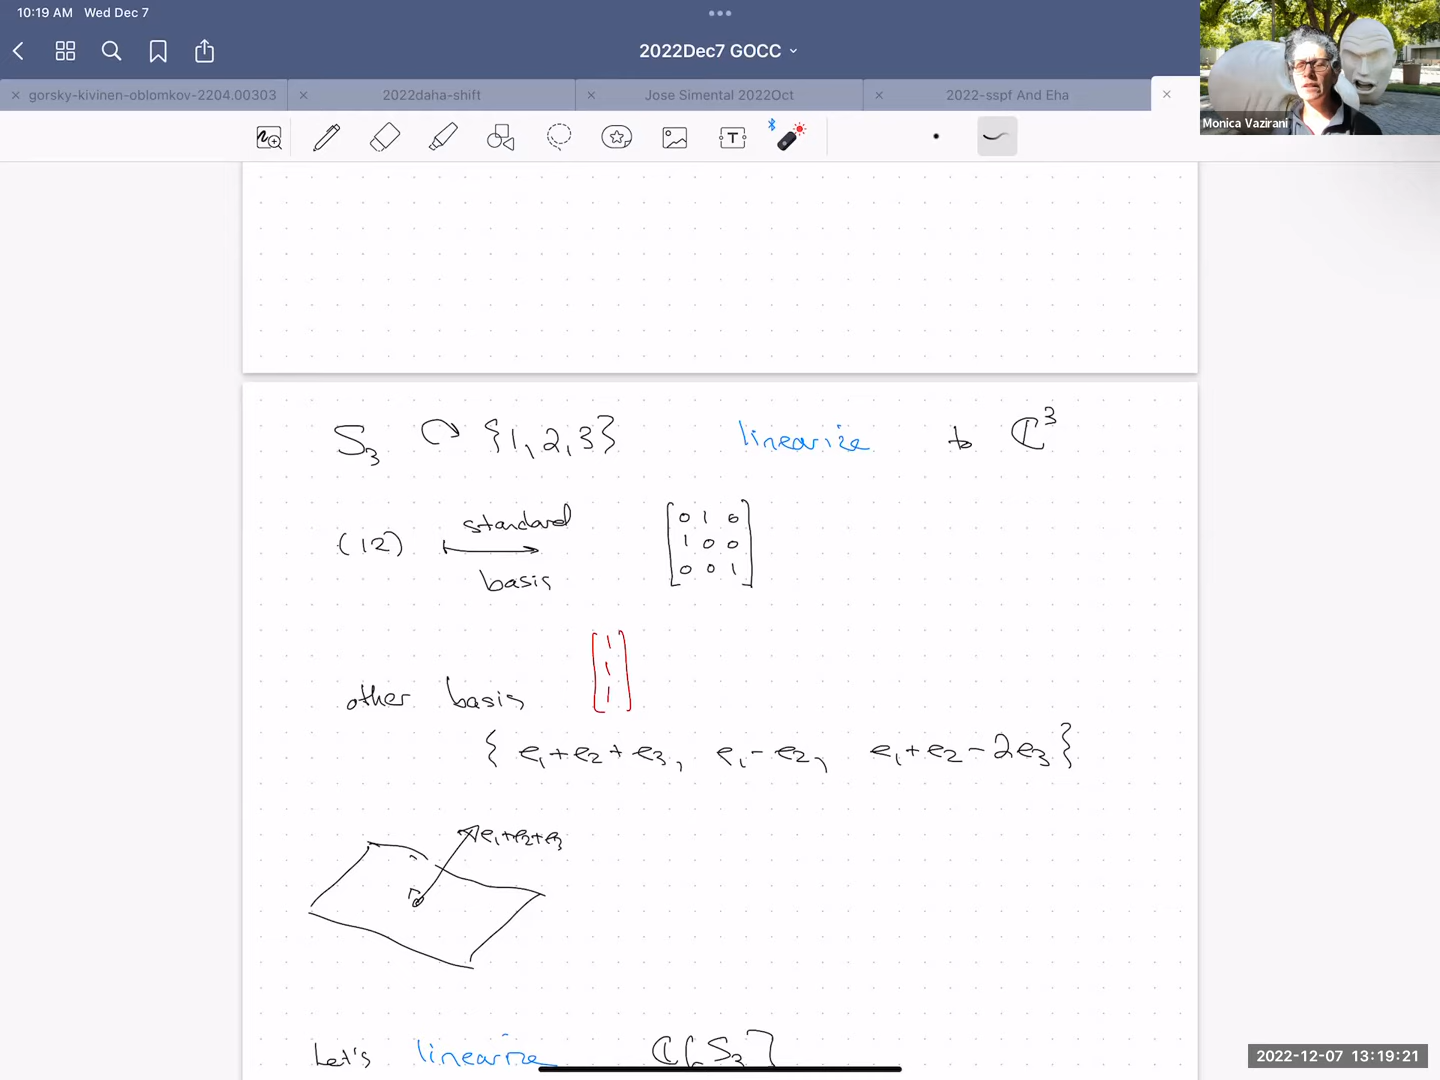 10:19 AM Wed Dec 7
2022Dec7 GOCC
gorsky-kivinen-oblomkov-2204.00303
2022daha-shift
Jose Simental 2022Oct
2022-sspf And Eha
Monica Vazirani
S₃ ↷ {1,2,3} linearize to ℂ³
(12) ⟼ standard basis [0 1 0
1 0 0
0 0 1]
[1
1
1]
other basis
{ e₁+e₂+e₃, e₁-e₂, e₁+e₂-2e₃}
e₁+e₂+e₃
Let's linearize ℂ[S₃]
2022-12-07 13:19:21